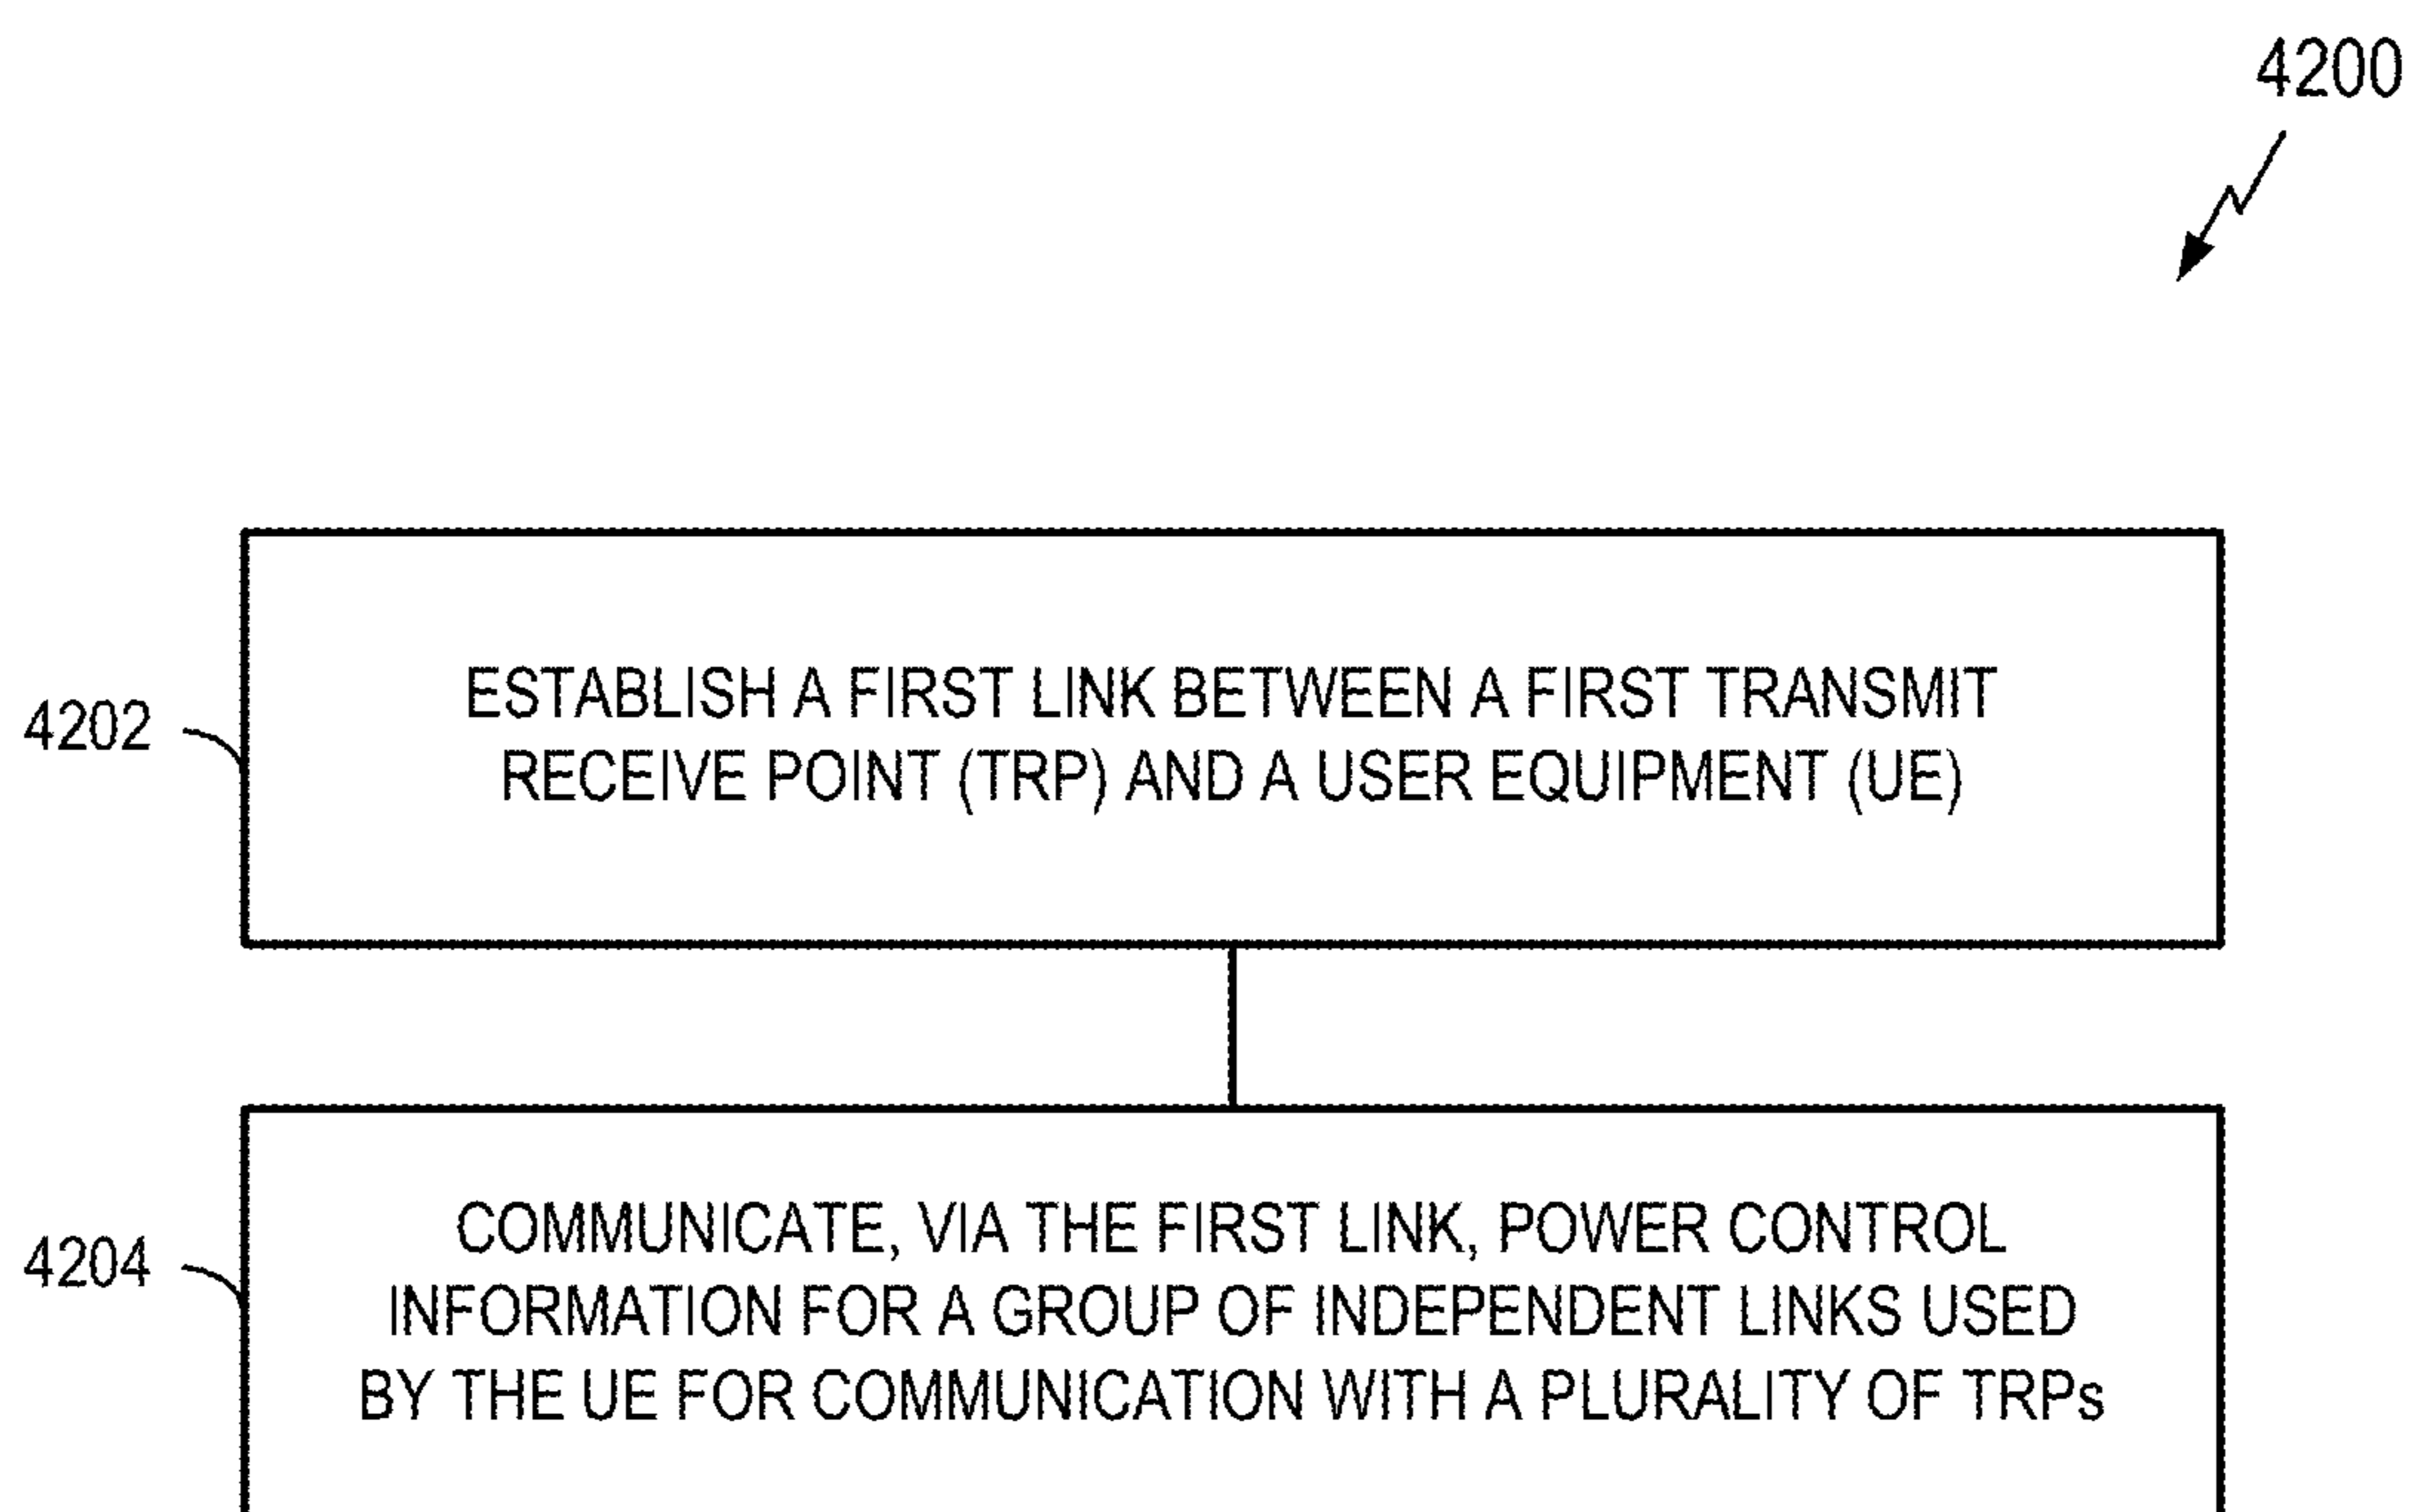 4200
4202
ESTABLISH A FIRST LINK BETWEEN A FIRST TRANSMIT
RECEIVE POINT (TRP) AND A USER EQUIPMENT (UE)
4204
COMMUNICATE, VIA THE FIRST LINK, POWER CONTROL
INFORMATION FOR A GROUP OF INDEPENDENT LINKS USED
BY THE UE FOR COMMUNICATION WITH A PLURALITY OF TRPs